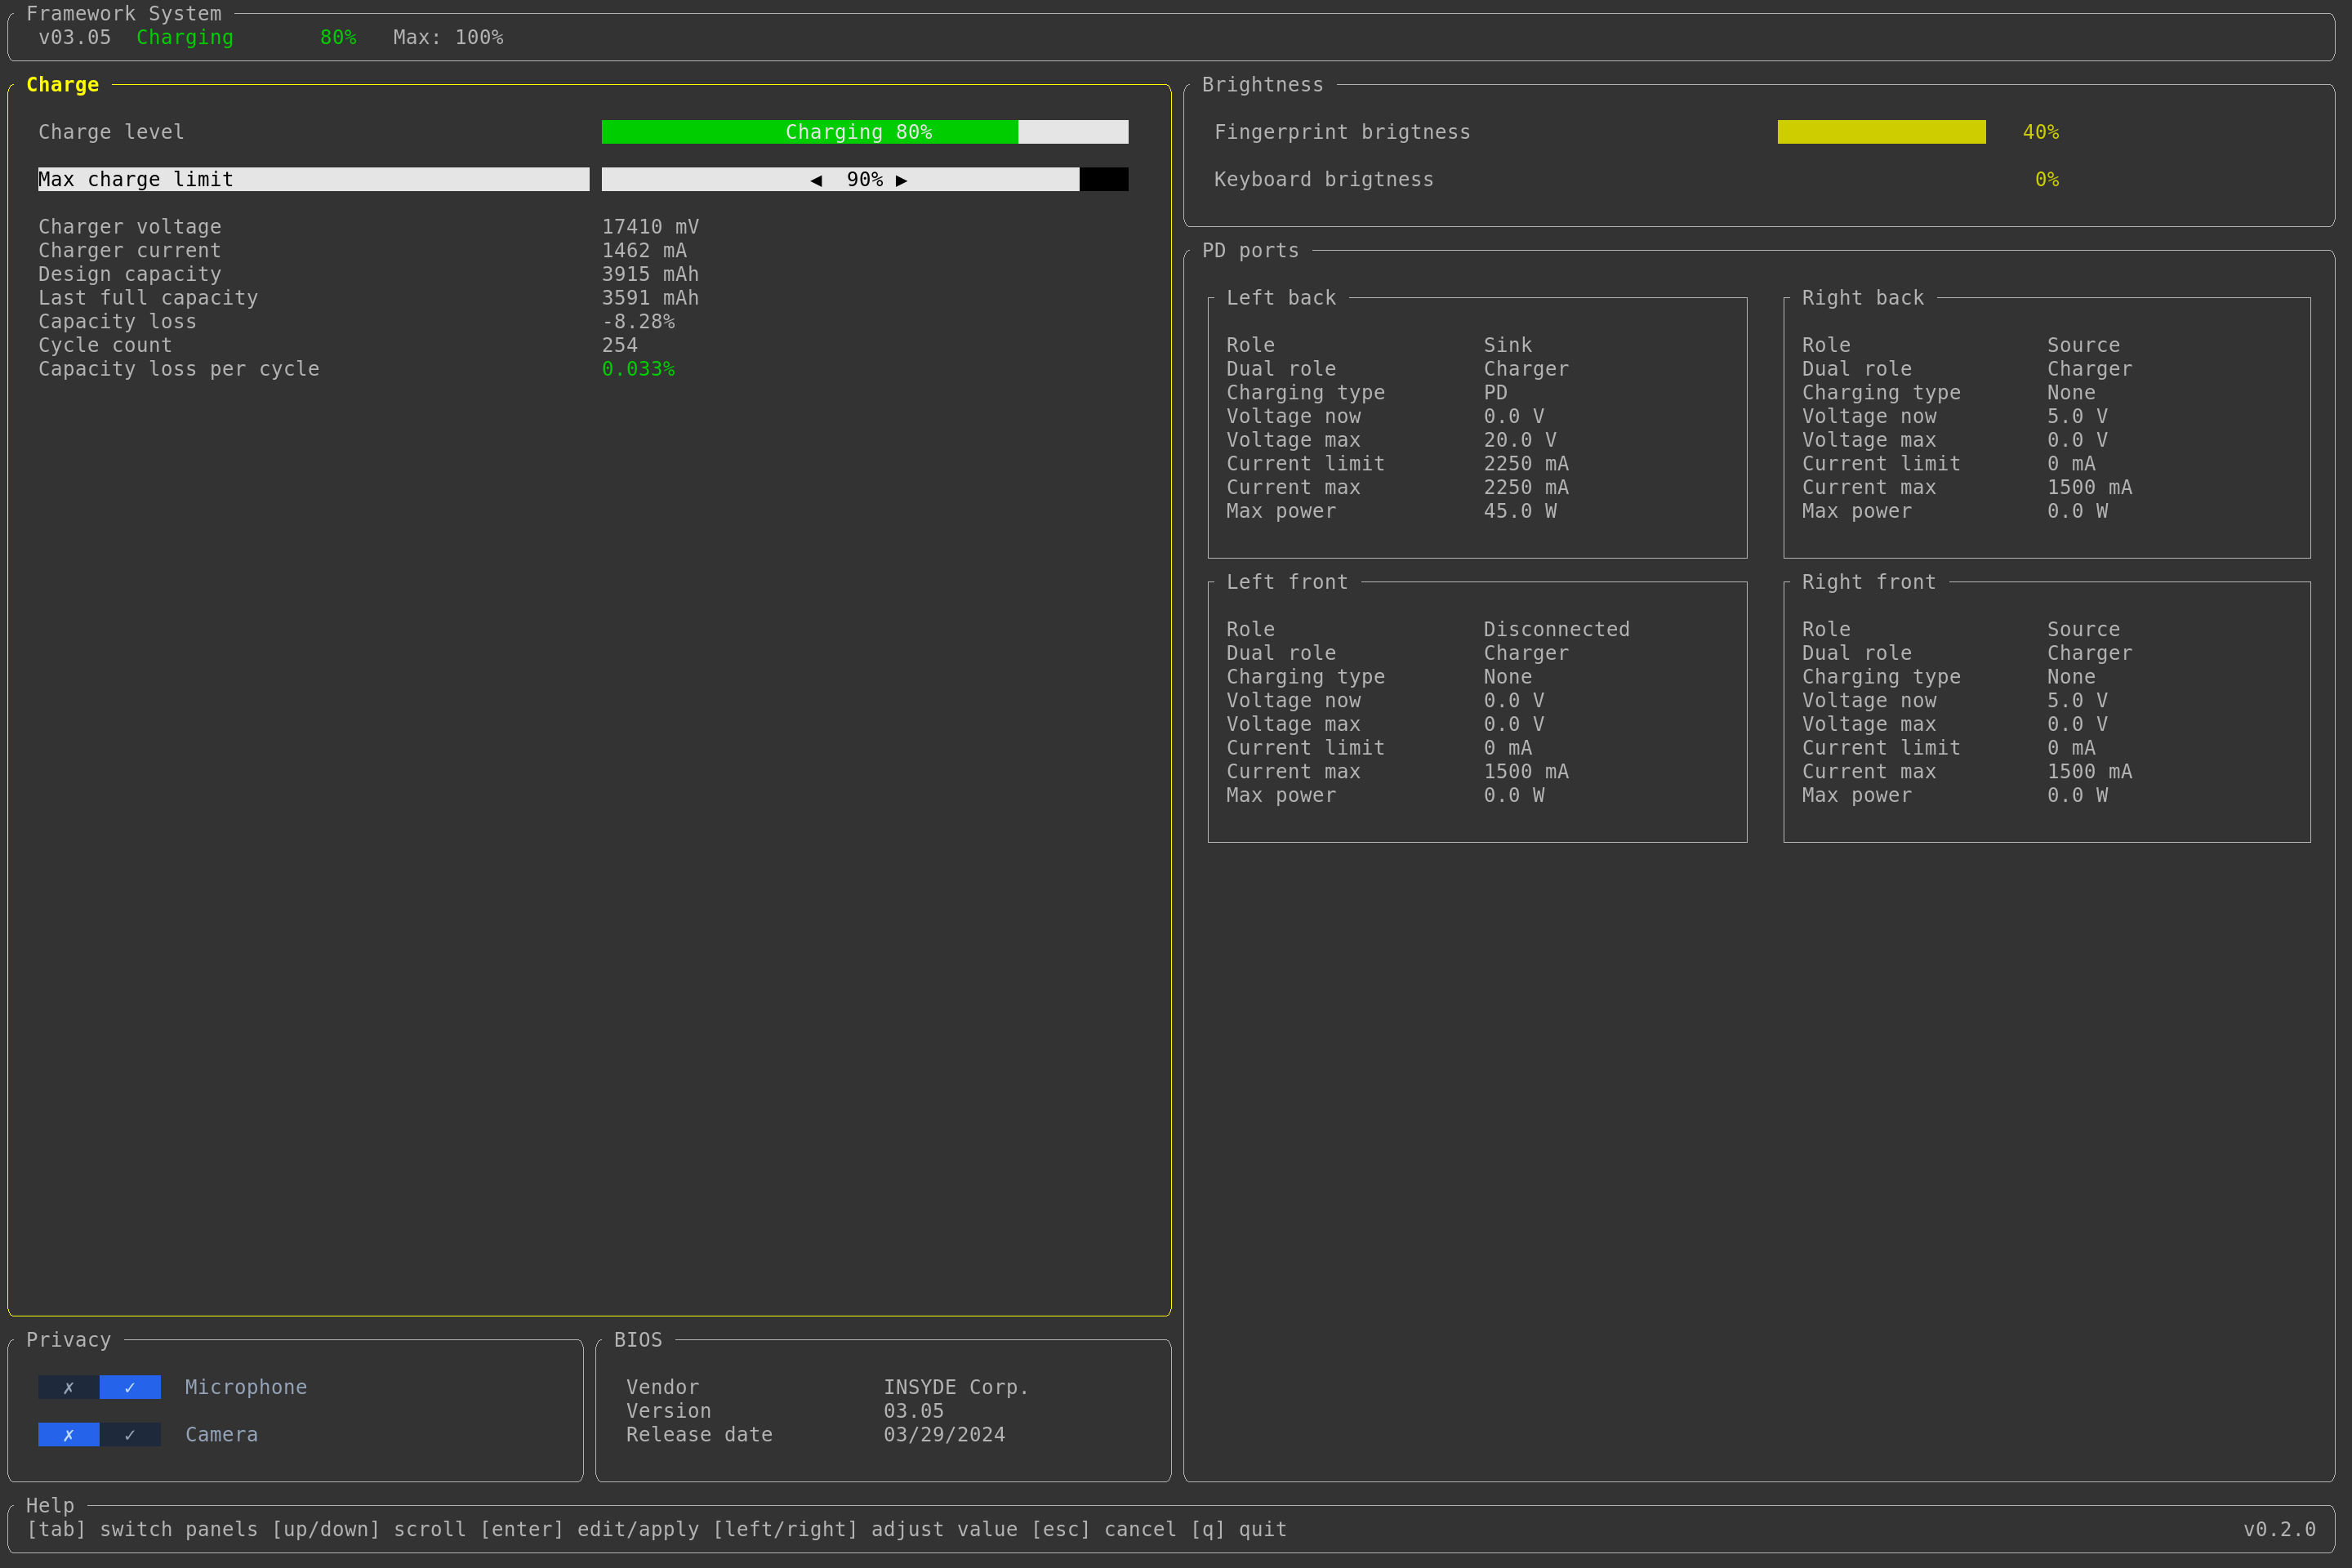 Framework System
v03.05 Charging 80% Max: 100%
Charge
Charge level Charging 80%
Max charge limit ◀ 90% ▶
Charger voltage 17410 mV
Charger current 1462 mA
Design capacity 3915 mAh
Last full capacity 3591 mAh
Capacity loss -8.28%
Cycle count 254
Capacity loss per cycle 0.033%
Brightness
Fingerprint brigtness 40%
Keyboard brigtness 0%
PD ports
Left back
Role Sink
Dual role Charger
Charging type PD
Voltage now 0.0 V
Voltage max 20.0 V
Current limit 2250 mA
Current max 2250 mA
Max power 45.0 W
Right back
Role Source
Dual role Charger
Charging type None
Voltage now 5.0 V
Voltage max 0.0 V
Current limit 0 mA
Current max 1500 mA
Max power 0.0 W
Left front
Role Disconnected
Dual role Charger
Charging type None
Voltage now 0.0 V
Voltage max 0.0 V
Current limit 0 mA
Current max 1500 mA
Max power 0.0 W
Right front
Role Source
Dual role Charger
Charging type None
Voltage now 5.0 V
Voltage max 0.0 V
Current limit 0 mA
Current max 1500 mA
Max power 0.0 W
Privacy
✗ ✓ Microphone
✗ ✓ Camera
BIOS
Vendor INSYDE Corp.
Version 03.05
Release date 03/29/2024
Help
[tab] switch panels [up/down] scroll [enter] edit/apply [left/right] adjust value [esc] cancel [q] quit v0.2.0